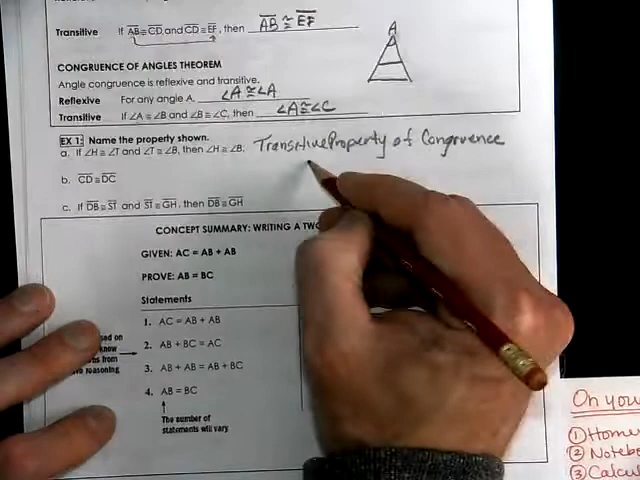 Transitive If AB ≅ CD and CD ≅ EF, then AB ≅ EF
A
CONGRUENCE OF ANGLES THEOREM
Angle congruence is reflexive and transitive.
Reflexive For any angle A, ∠A ≅ ∠A
Transitive If ∠A ≅ ∠B and ∠B ≅ ∠C, then ∠A ≅ ∠C
EX 1: Name the property shown.
a. If ∠H ≅ ∠T and ∠T ≅ ∠B, then ∠H ≅ ∠B. Transitive Property of Congruence
b. CD ≅ DC
c. If DB ≅ ST and ST ≅ GH, then DB ≅ GH
CONCEPT SUMMARY: WRITING A TWO
GIVEN: AC = AB + AB
PROVE: AB = BC
Statements
1. AC = AB + AB
2. AB + BC = AC
3. AB + AB = AB + BC
4. AB = BC
know
from
reasoning
The number of
statements will vary
On you
① Home
② Noteb
③ Calcu